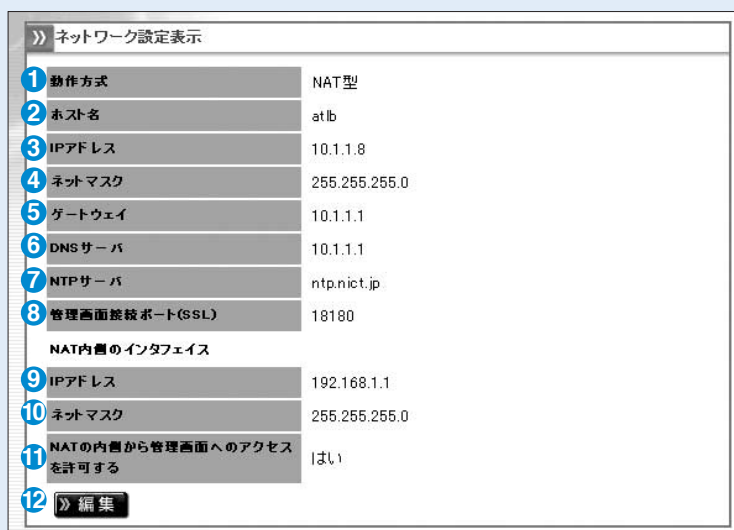 » ネットワーク設定表示
1 動作方式 NAT型
2 ホスト名 atlb
3 IPアドレス 10.1.1.8
4 ネットマスク 255.255.255.0
5 ゲートウェイ 10.1.1.1
6 DNSサーバ 10.1.1.1
7 NTPサーバ ntp.nict.jp
8 管理画面接続ポート(SSL) 18180
NAT内側のインタフェイス
9 IPアドレス 192.168.1.1
10 ネットマスク 255.255.255.0
11 NATの内側から管理画面へのアクセス
を許可する はい
12 » 編集